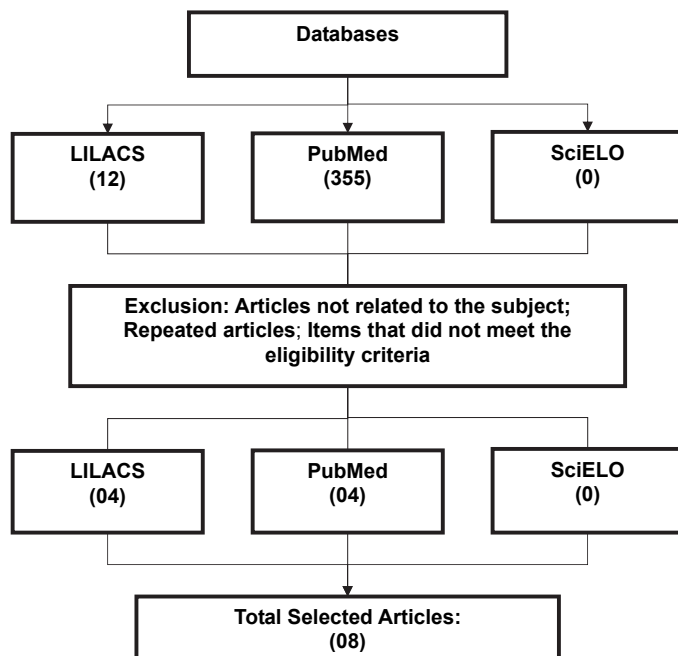 Databases
LILACS
(12)
PubMed
(355)
SciELO
(0)
Exclusion: Articles not related to the subject;
Repeated articles; Items that did not meet the
eligibility criteria
LILACS
(04)
PubMed
(04)
SciELO
(0)
Total Selected Articles:
(08)